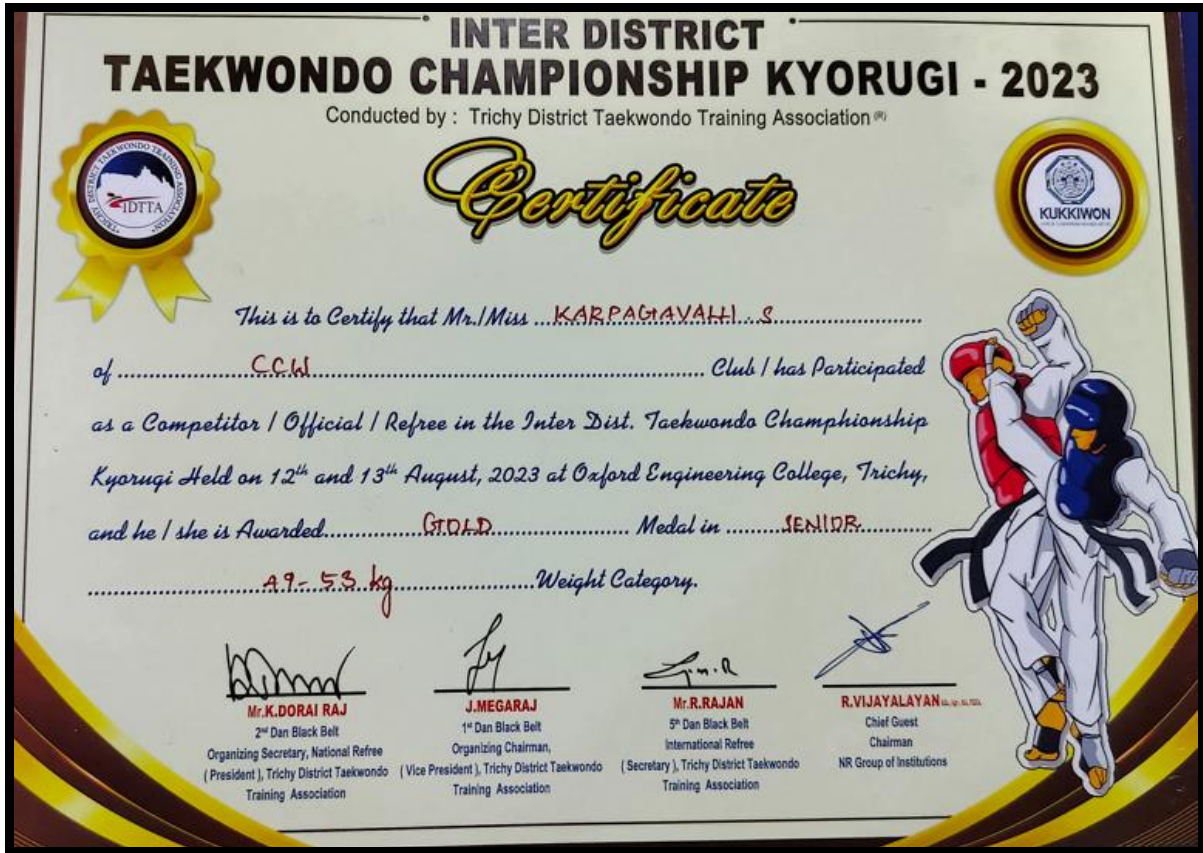 INTER DISTRICT
TAEKWONDO CHAMPIONSHIP KYORUGI - 2023
Conducted by : Trichy District Taekwondo Training Association (R)
Certificate
TRICHY DISTRICT TAEKWONDO TRAINING ASSOCIATION
KUKKIWON
This is to Certify that Mr./Miss ...KARPAGAVALLI . S...
of ...CCW... Club / has Participated
as a Competitor / Official / Refree in the Inter Dist. Taekwondo Champhionship
Kyorugi Held on 12th and 13th August, 2023 at Oxford Engineering College, Trichy,
and he / she is Awarded...GOLD... Medal in ...SENIOR...
...49-53 kg...Weight Category.
Mr.K.DORAI RAJ
2nd Dan Black Belt
Organizing Secretary, National Refree
( President ), Trichy District Taekwondo
Training Association
J.MEGARAJ
1st Dan Black Belt
Organizing Chairman,
( Vice President ), Trichy District Taekwondo
Training Association
Mr.R.RAJAN
5th Dan Black Belt
International Refree
( Secretary ), Trichy District Taekwondo
Training Association
R.VIJAYALAYAN
Chief Guest
Chairman
NR Group of Institutions